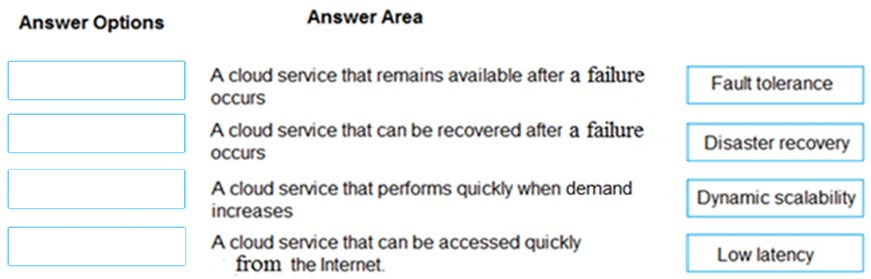 Answer Options
Answer Area
A cloud service that remains available after a failure
occurs
Fault tolerance
A cloud service that can be recovered after a failure
occurs
Disaster recovery
A cloud service that performs quickly when demand
increases
Dynamic scalability
A cloud service that can be accessed quickly
from the Internet.
Low latency